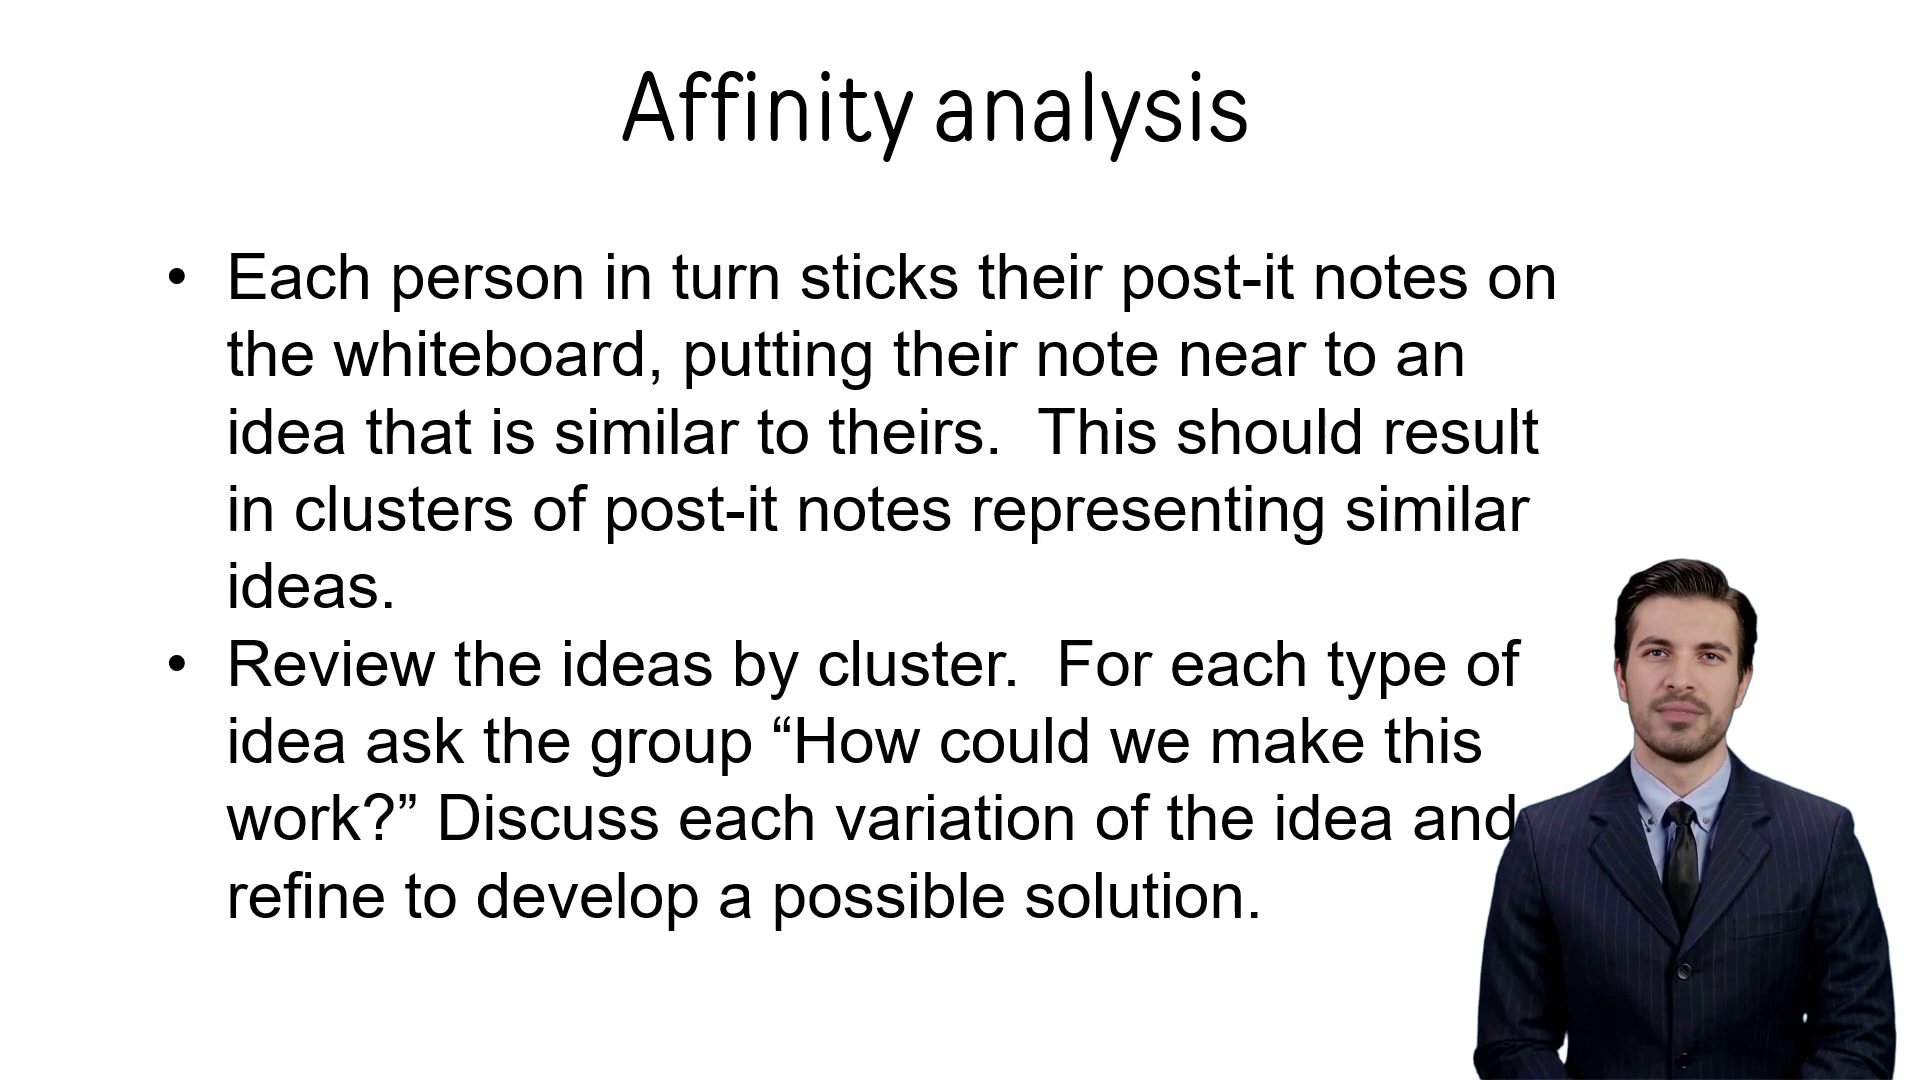 Affinity analysis
• Each person in turn sticks their post-it notes on
the whiteboard, putting their note near to an
idea that is similar to theirs.  This should result
in clusters of post-it notes representing similar
ideas.
• Review the ideas by cluster.  For each type of
idea ask the group “How could we make this
work?” Discuss each variation of the idea and
refine to develop a possible solution.